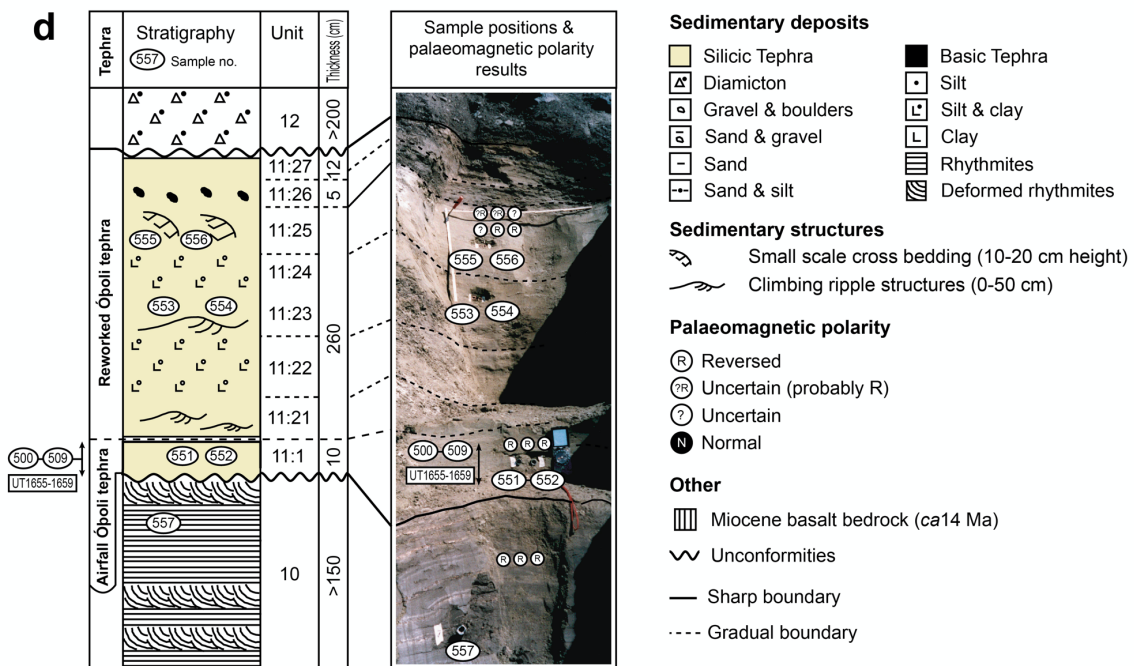 d
Tephra
Stratigraphy
557 Sample no.
Unit
Thickness (cm)
Sample positions &
palaeomagnetic polarity
results
12
>200
11:27
12
11:26
5
11:25
555 556
11:24
553 554
11:23
260
11:22
11:21
Reworked Ópoli tephra
500 509
UT1655-1659
551 552
11:1
10
Airfall Ópoli tephra
557
10
>150
?R ?R ?
? R R
555 556
553 554
500 509
R R R
UT1655-1659
551 552
R R R
557
Sedimentary deposits
Silicic Tephra
Basic Tephra
Diamicton
Silt
Gravel & boulders
Silt & clay
Sand & gravel
Clay
Sand
Rhythmites
Sand & silt
Deformed rhythmites
Sedimentary structures
Small scale cross bedding (10-20 cm height)
Climbing ripple structures (0-50 cm)
Palaeomagnetic polarity
R Reversed
?R Uncertain (probably R)
? Uncertain
N Normal
Other
Miocene basalt bedrock (ca14 Ma)
Unconformities
Sharp boundary
Gradual boundary